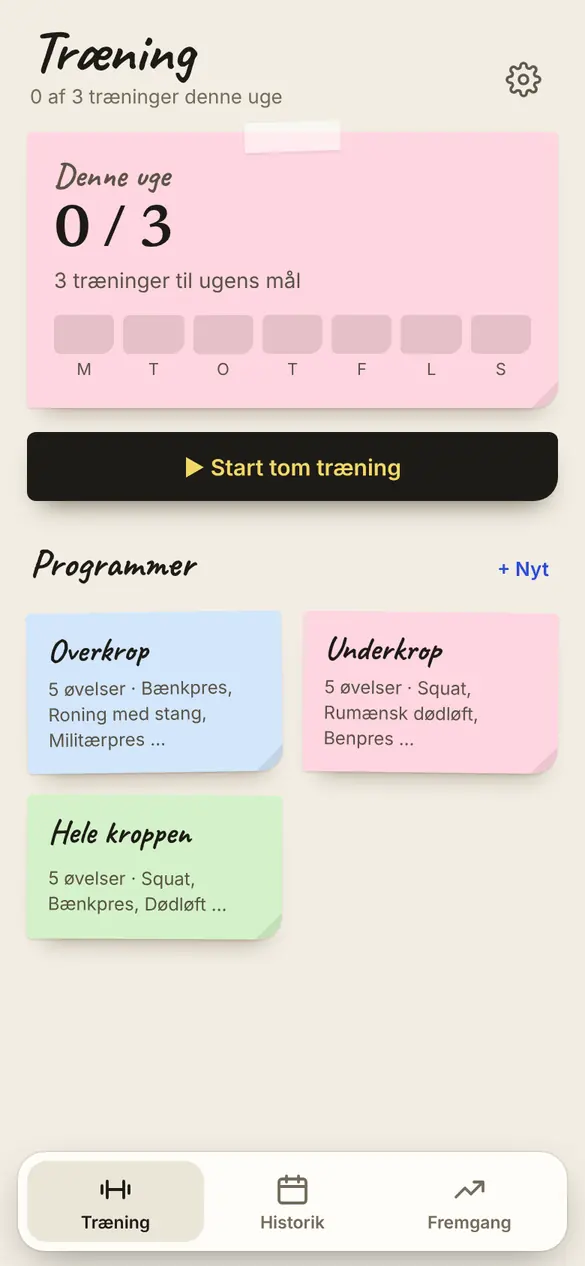 Træning
0 af 3 træninger denne uge
Denne uge
0 / 3
3 træninger til ugens mål
M T O T F L S
▶ Start tom træning
Programmer
+ Nyt
Overkrop
5 øvelser · Bænkpres,
Roning med stang,
Militærpres ...
Underkrop
5 øvelser · Squat,
Rumænsk dødløft,
Benpres ...
Hele kroppen
5 øvelser · Squat,
Bænkpres, Dødløft ...
Træning
Historik
Fremgang